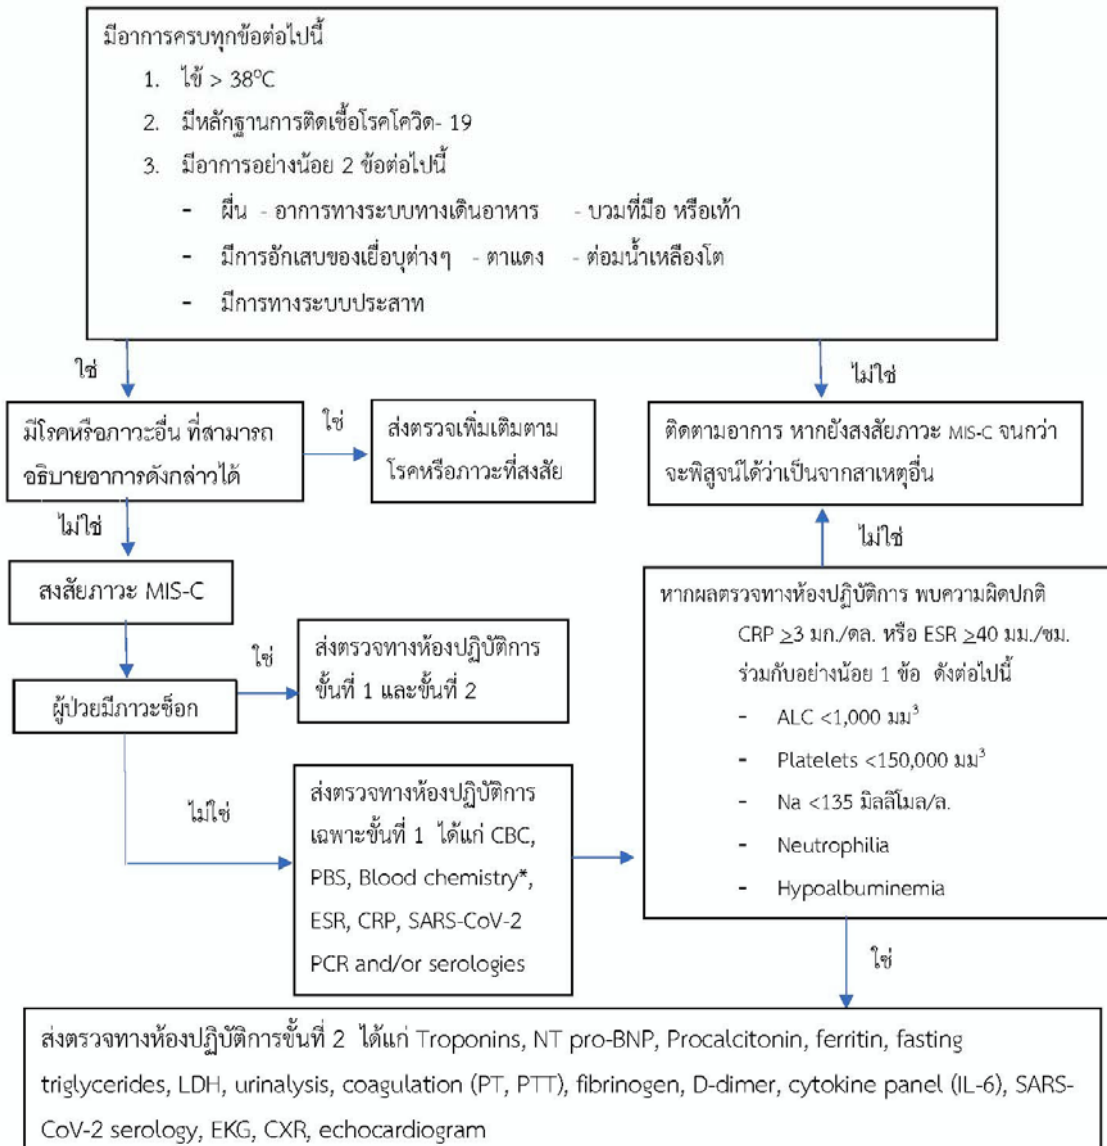 มีอาการครบทุกข้อต่อไปนี้
1. ไข้ > 38°C
2. มีหลักฐานการติดเชื้อโรคโควิด- 19
3. มีอาการอย่างน้อย 2 ข้อต่อไปนี้
- ผื่น - อาการทางระบบทางเดินอาหาร - บวมที่มือ หรือเท้า
- มีการอักเสบของเยื่อบุต่างๆ - ตาแดง - ต่อมน้ำเหลืองโต
- มีการทางระบบประสาท
ใช่
ไม่ใช่
มีโรคหรือภาวะอื่น ที่สามารถ
อธิบายอาการดังกล่าวได้
ใช่
ส่งตรวจเพิ่มเติมตาม
โรคหรือภาวะที่สงสัย
ติดตามอาการ หากยังสงสัยภาวะ MIS-C จนกว่า
จะพิสูจน์ได้ว่าเป็นจากสาเหตุอื่น
ไม่ใช่
ไม่ใช่
สงสัยภาวะ MIS-C
ใช่
ส่งตรวจทางห้องปฏิบัติการ
ขั้นที่ 1 และขั้นที่ 2
ผู้ป่วยมีภาวะช็อก
ไม่ใช่
ส่งตรวจทางห้องปฏิบัติการ
เฉพาะขั้นที่ 1 ได้แก่ CBC,
PBS, Blood chemistry*,
ESR, CRP, SARS-CoV-2
PCR and/or serologies
หากผลตรวจทางห้องปฏิบัติการ พบความผิดปกติ
CRP ≥3 มก./ดล. หรือ ESR ≥40 มม./ชม.
ร่วมกับอย่างน้อย 1 ข้อ ดังต่อไปนี้
- ALC <1,000 มม³
- Platelets <150,000 มม³
- Na <135 มิลลิโมล/ล.
- Neutrophilia
- Hypoalbuminemia
ใช่
ส่งตรวจทางห้องปฏิบัติการขั้นที่ 2 ได้แก่ Troponins, NT pro-BNP, Procalcitonin, ferritin, fasting
triglycerides, LDH, urinalysis, coagulation (PT, PTT), fibrinogen, D-dimer, cytokine panel (IL-6), SARS-
CoV-2 serology, EKG, CXR, echocardiogram